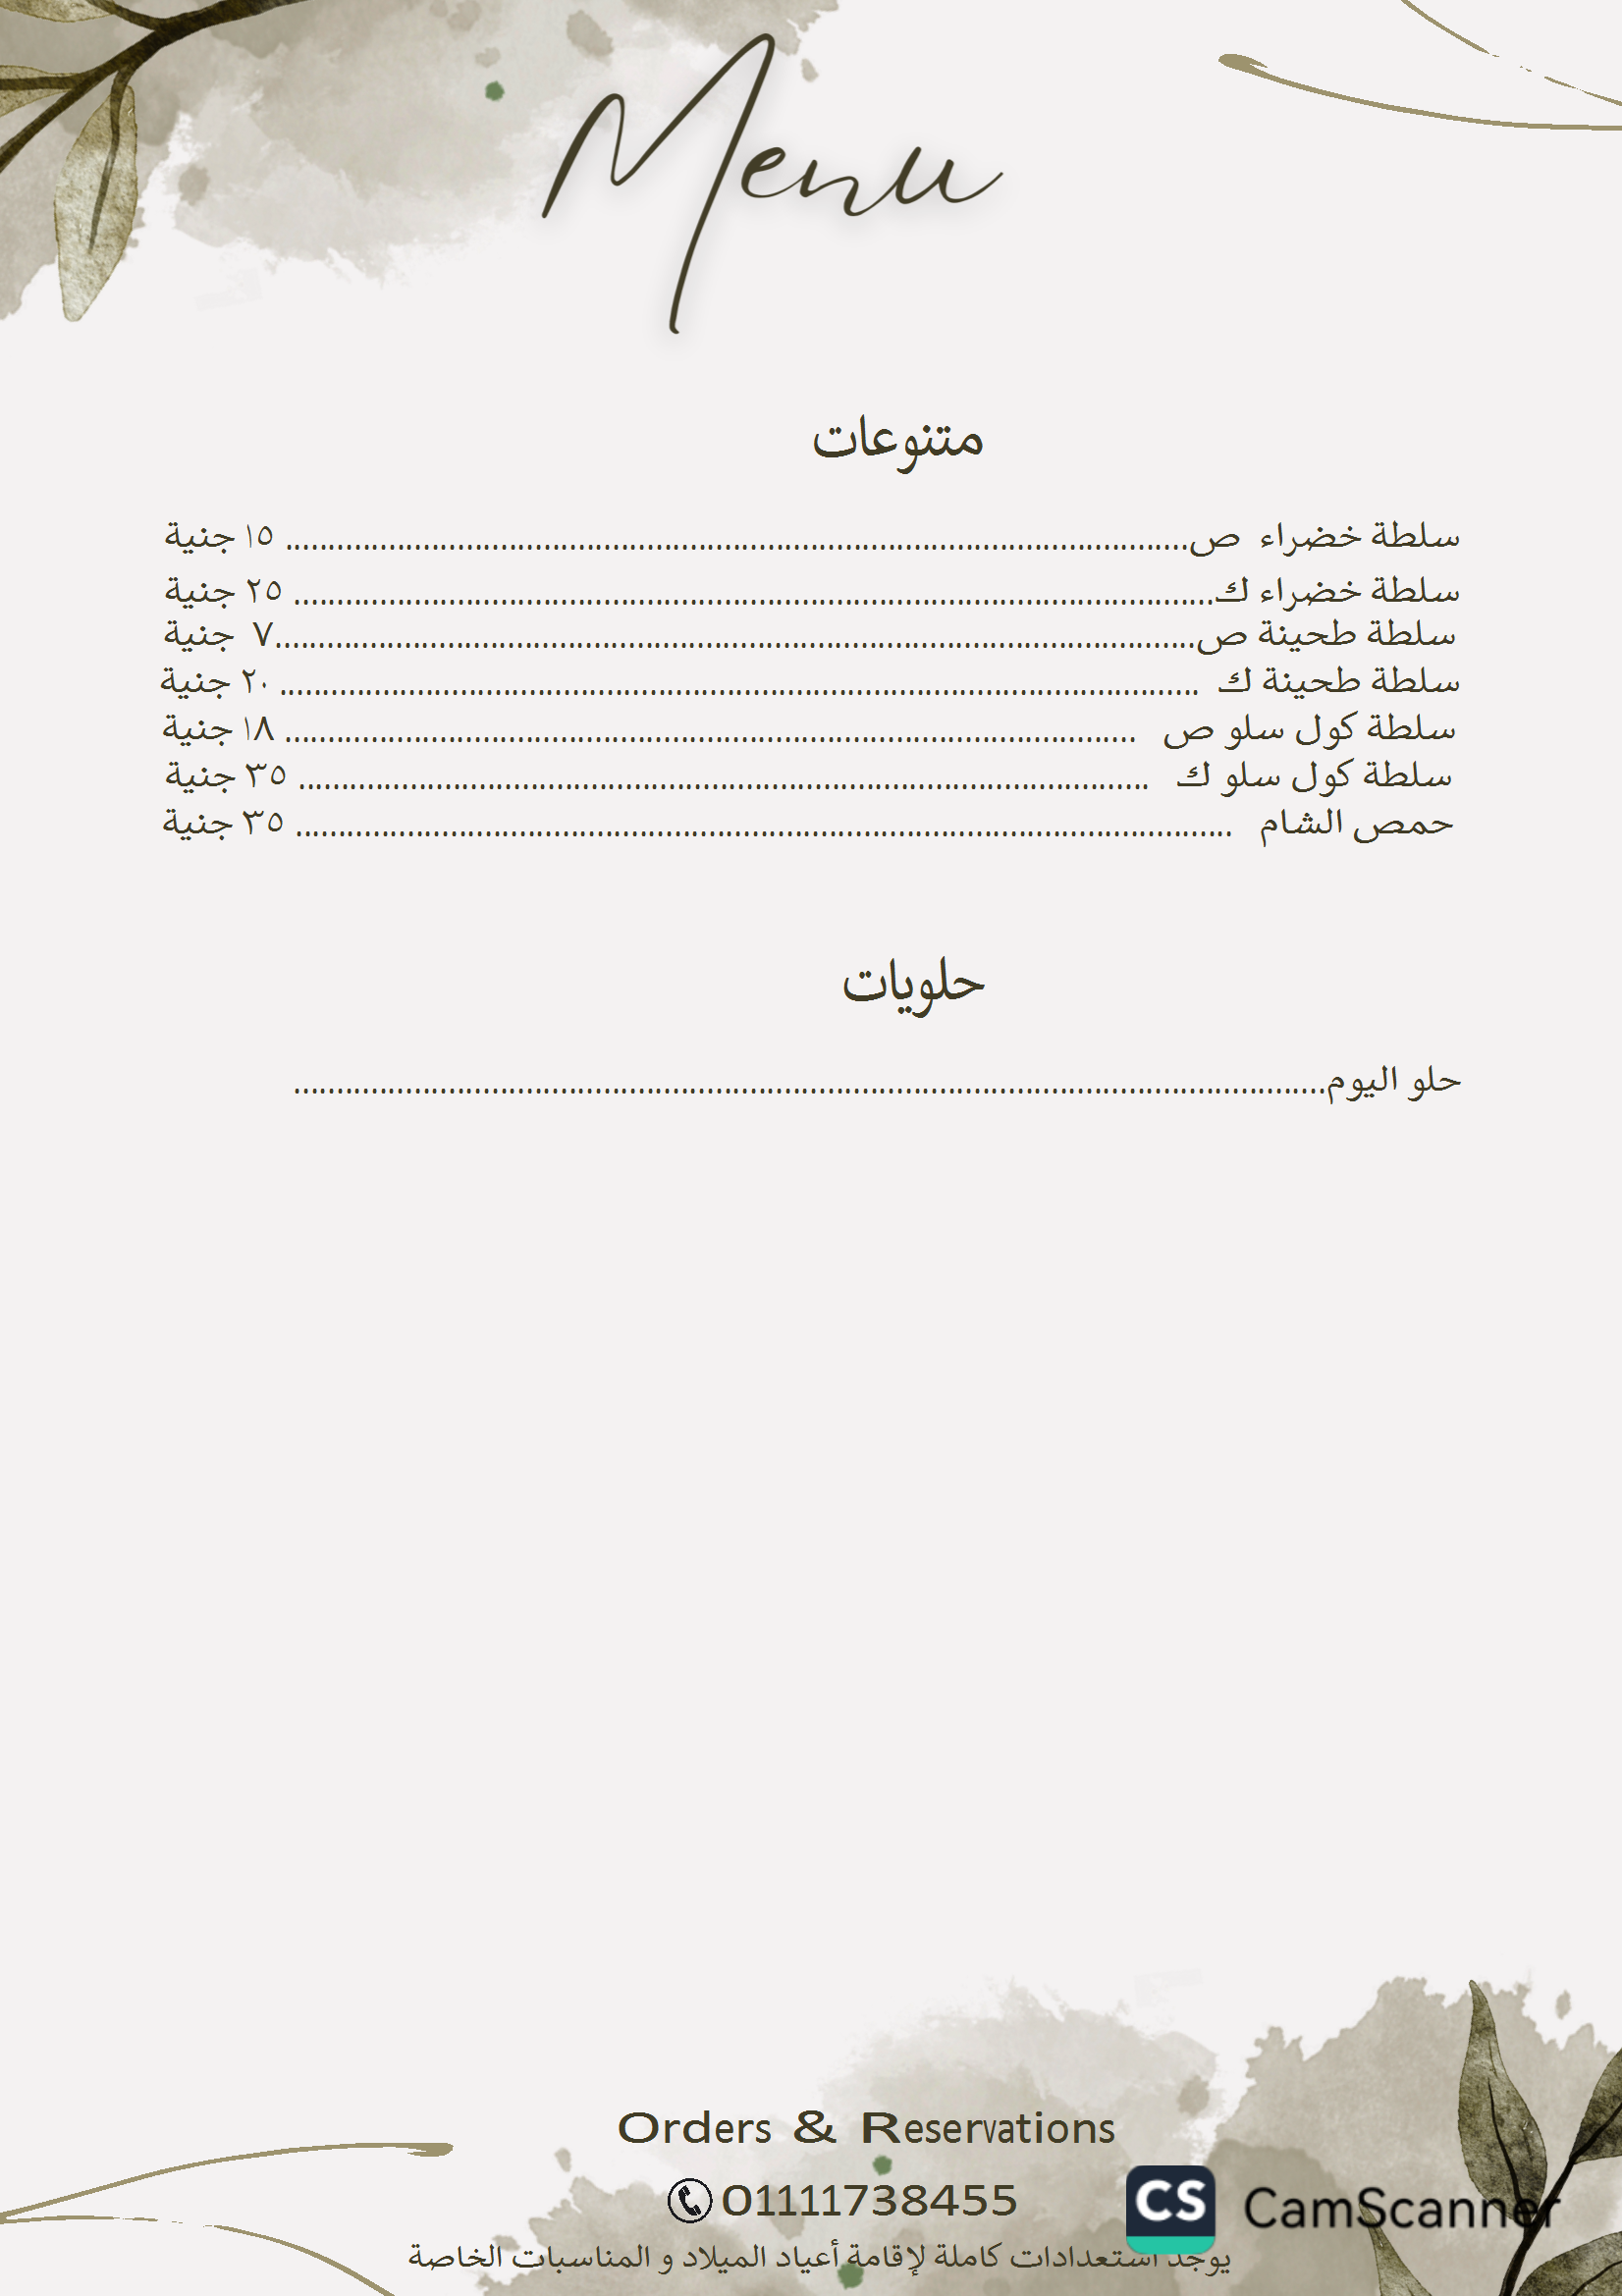 Menu
متنوعات
سلطة خضراء ص........................................................................ ١٥ جنية
سلطة خضراء ك........................................................................ ٢٥ جنية
سلطة طحينة ص........................................................................٧ جنية
سلطة طحينة ك ........................................................................ ٢٠ جنية
سلطة كول سلو ص ........................................................................ ١٨ جنية
سلطة كول سلو ك ........................................................................ ٣٥ جنية
حمص الشام ........................................................................ ٣٥ جنية
حلويات
حلو اليوم........................................................................
Orders & Reservations
01111738455
يوجد استعدادات كاملة لإقامة أعياد الميلاد و المناسبات الخاصة
CS CamScanner